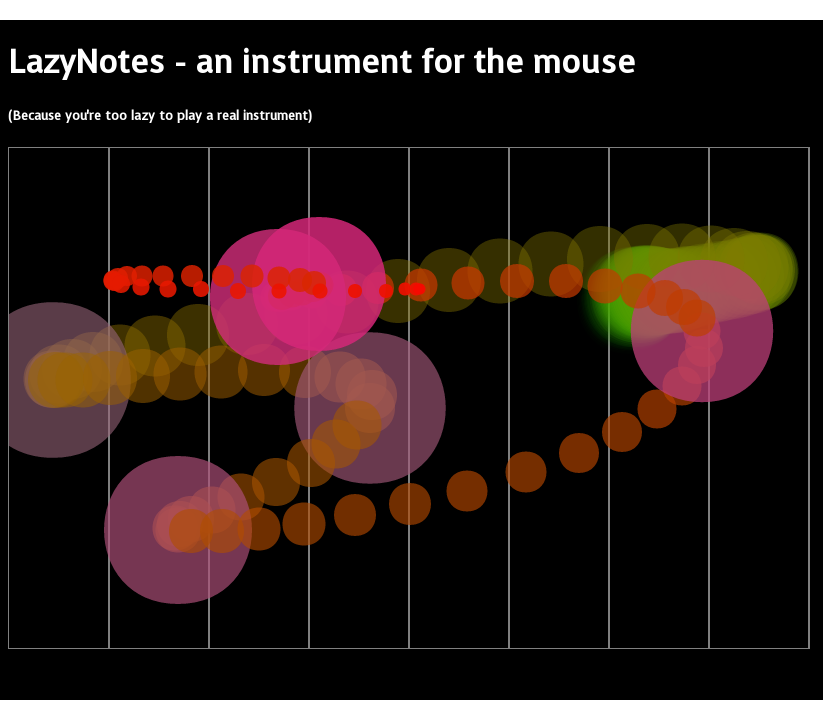 LazyNotes - an instrument for the mouse
(Because you're too lazy to play a real instrument)